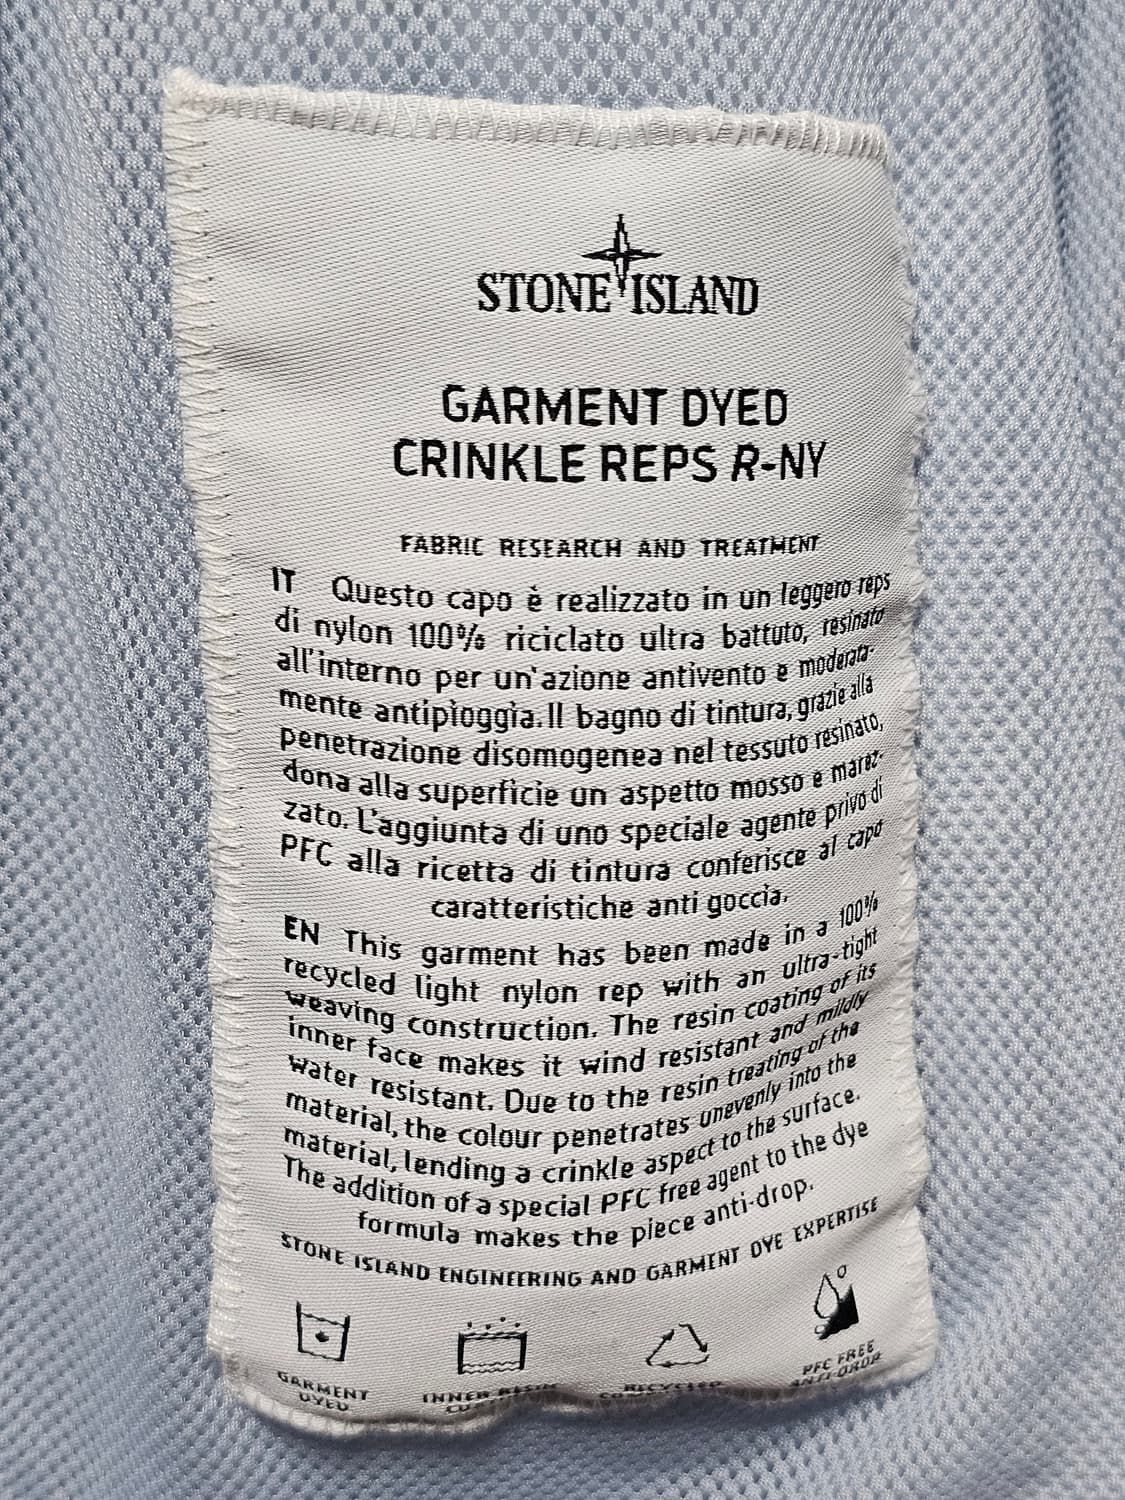 STONE ISLAND
GARMENT DYED
CRINKLE REPS R-NY
FABRIC RESEARCH AND TREATMENT
IT Questo capo è realizzato in un leggero reps
di nylon 100% riciclato ultra battuto, resinato
all'interno per un'azione antivento e moderata-
mente antipioggia. Il bagno di tintura, grazie alla
penetrazione disomogenea nel tessuto resinato,
dona alla superficie un aspetto mosso e marez-
zato. L'aggiunta di uno speciale agente privo di
PFC alla ricetta di tintura conferisce al capo
caratteristiche anti goccia.
EN This garment has been made in a 100%
recycled light nylon rep with an ultra-tight
weaving construction. The resin coating of its
inner face makes it wind resistant and mildly
water resistant. Due to the resin treating of the
material, the colour penetrates unevenly into the
material, lending a crinkle aspect to the surface.
The addition of a special PFC free agent to the dye
formula makes the piece anti-drop.
STONE ISLAND ENGINEERING AND GARMENT DYE EXPERTISE
GARMENT
DYED
INNER RESIN
RECYCLED
PFC FREE
ANTI-DROP